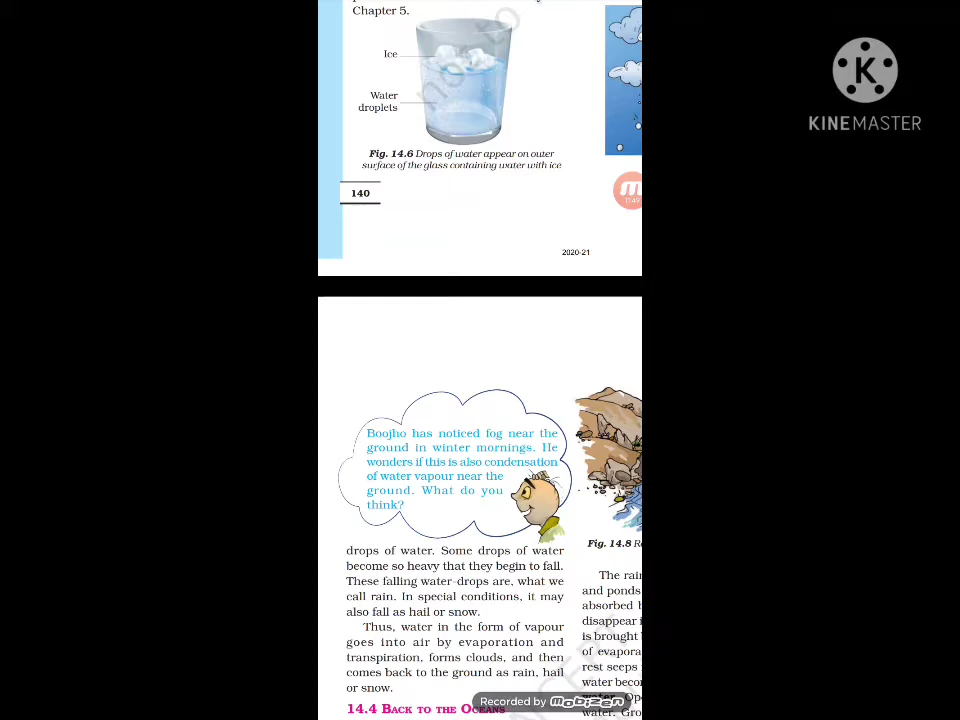 Chapter 5.
Ice
Water
droplets
Fig. 14.6 Drops of water appear on outer
surface of the glass containing water with ice
140
2020-21
Boojho has noticed fog near the
ground in winter mornings. He
wonders if this is also condensation
of water vapour near the
ground. What do you
think?
drops of water. Some drops of water
become so heavy that they begin to fall.
These falling water-drops are, what we
call rain. In special conditions, it may
also fall as hail or snow.
Thus, water in the form of vapour
goes into air by evaporation and
transpiration, forms clouds, and then
comes back to the ground as rain, hail
or snow.
14.4 BACK TO THE OCEANS
Fig. 14.8
The rain
and ponds
absorbed
disappear
is brought
of evapora
rest seeps
water becom
water. Op
water. Gro
11:49
K
KINEMASTER
Recorded by mobizen